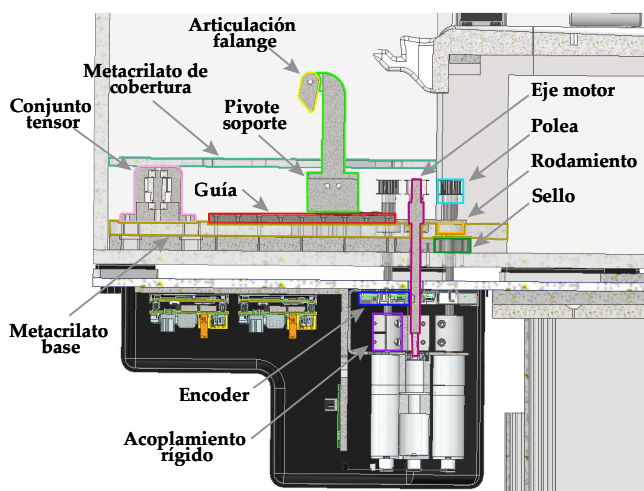 Articulación
falange
Metacrilato de
cobertura
Conjunto
tensor
Pivote
soporte
Guía
Eje motor
Polea
Rodamiento
Sello
Metacrilato
base
Encoder
Acoplamiento
rígido